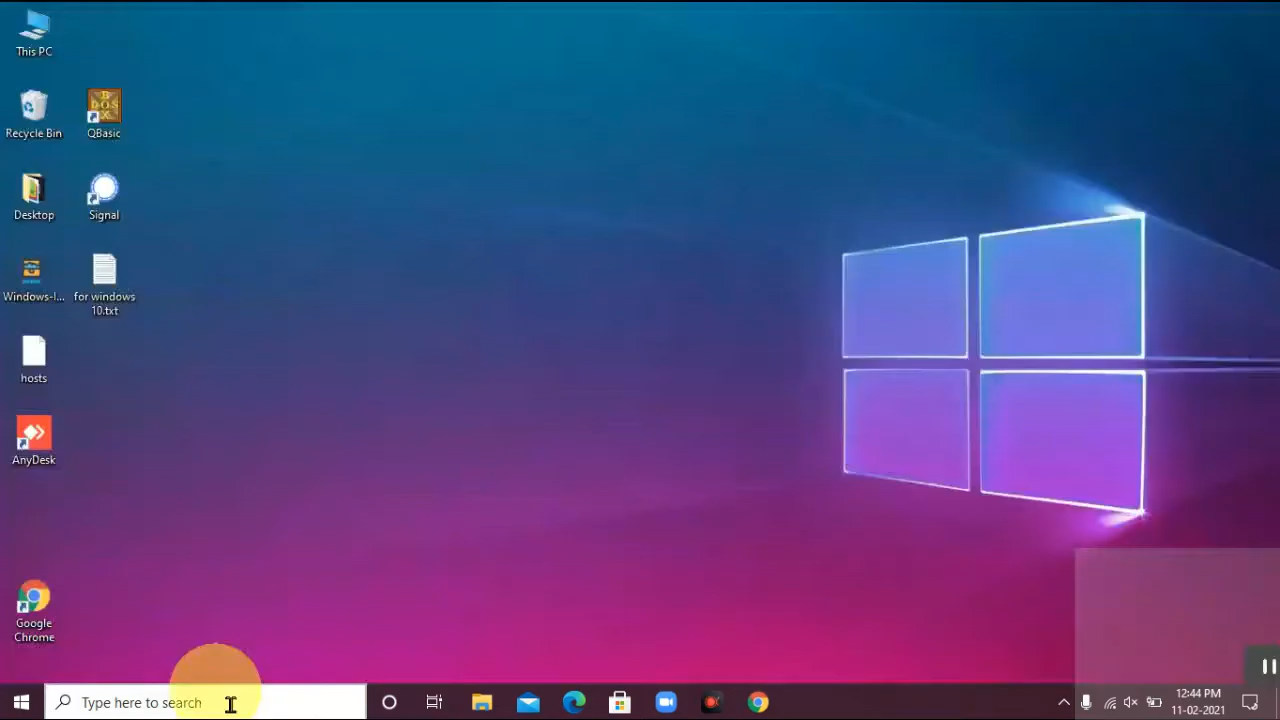 This PC
Recycle Bin
QBasic
Desktop
Signal
Windows-I...
for windows
10.txt
hosts
AnyDesk
Google
Chrome
Type here to search
12:44 PM
11-02-2021